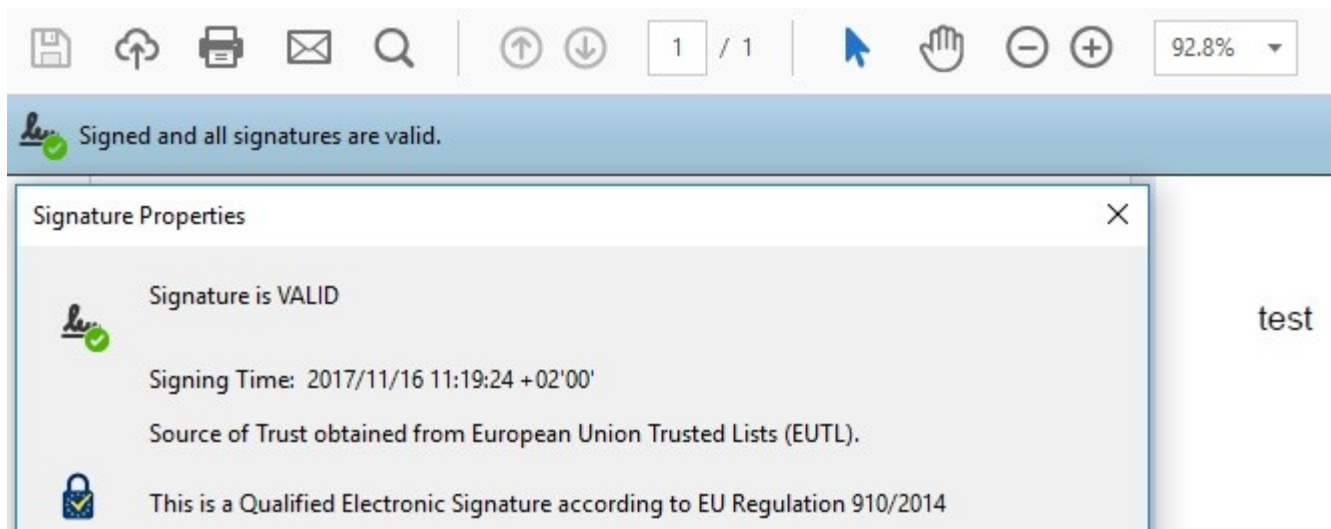 1 / 1 92.8%
Signed and all signatures are valid.
Signature Properties
Signature is VALID
test
Signing Time: 2017/11/16 11:19:24 +02'00'
Source of Trust obtained from European Union Trusted Lists (EUTL).
This is a Qualified Electronic Signature according to EU Regulation 910/2014